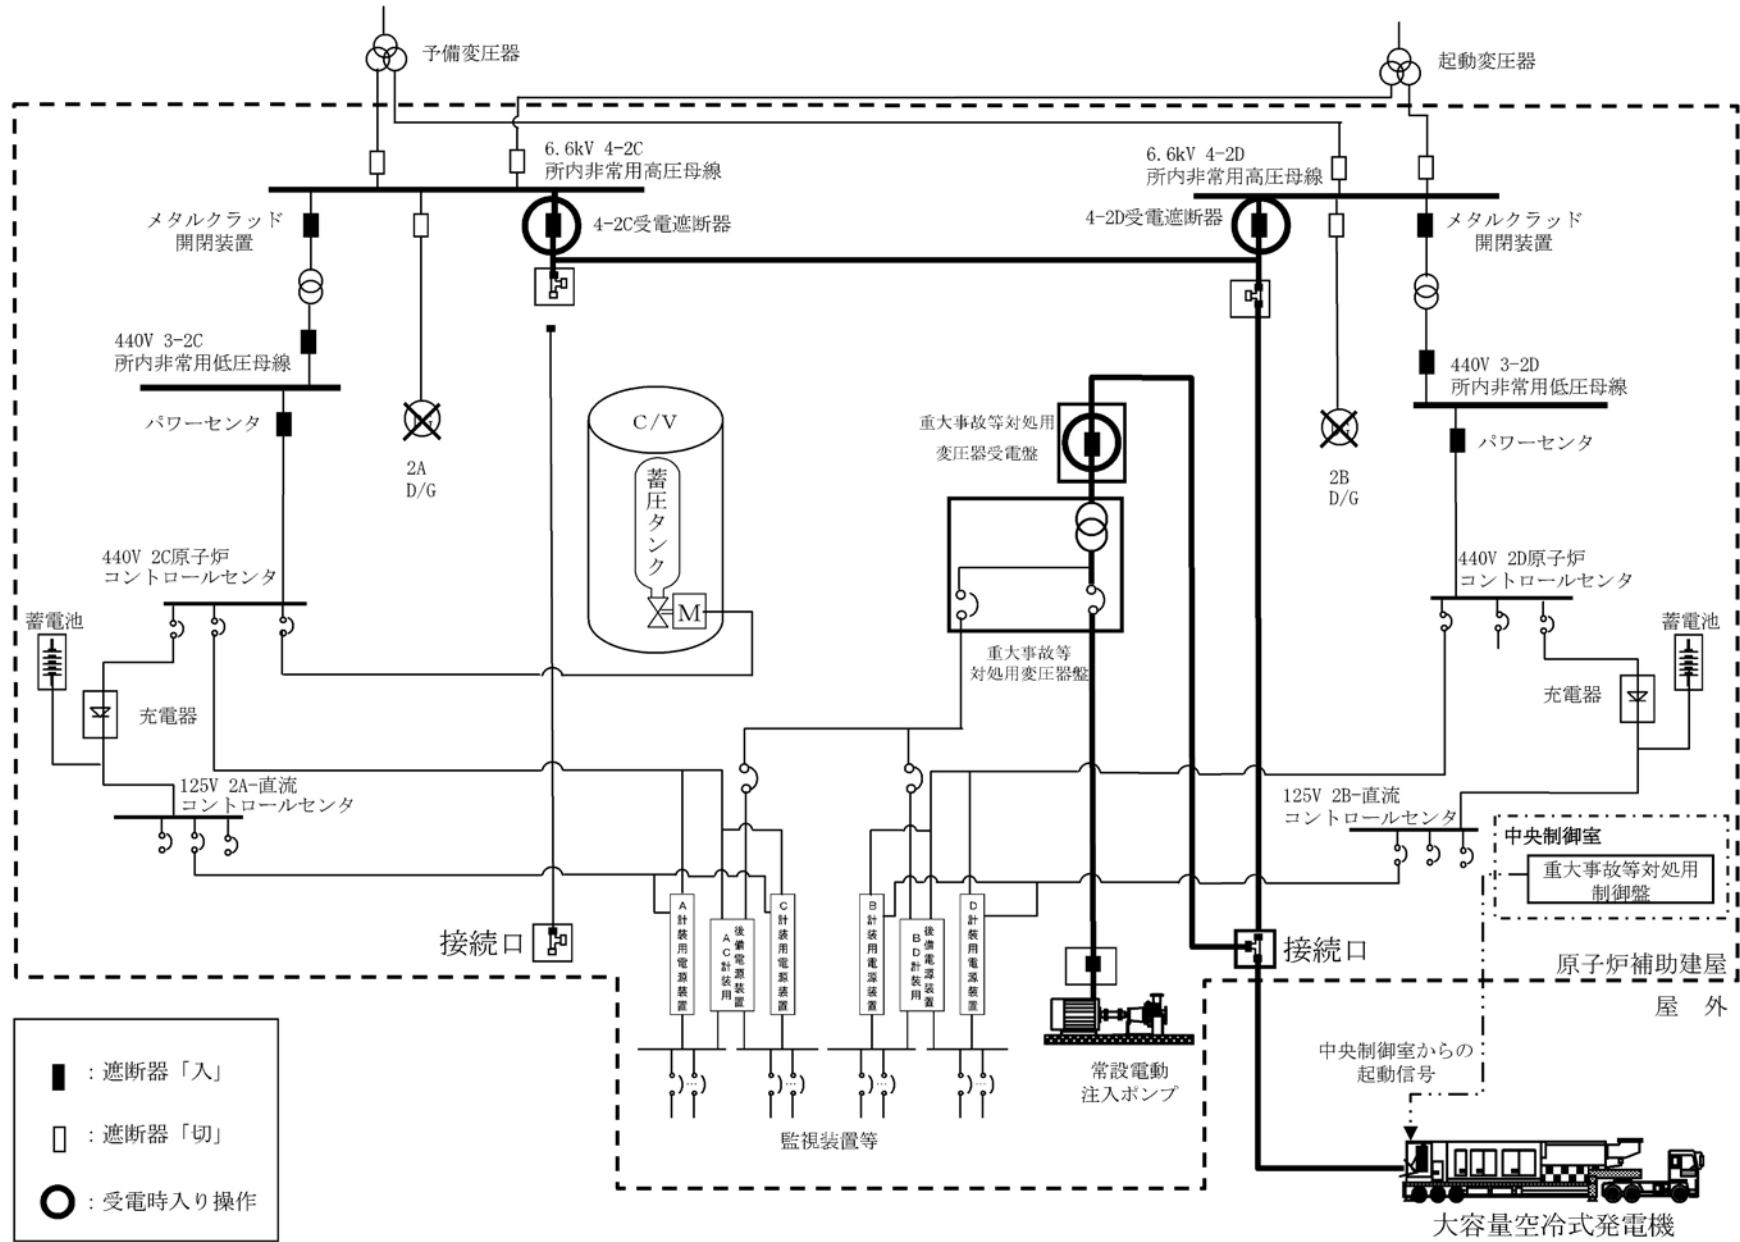 予備変圧器
起動変圧器
6.6kV 4-2C
所内非常用高圧母線
6.6kV 4-2D
所内非常用高圧母線
メタルクラッド
開閉装置
4-2C受電遮断器
4-2D受電遮断器
メタルクラッド
開閉装置
440V 3-2C
所内非常用低圧母線
440V 3-2D
所内非常用低圧母線
パワーセンタ
2A
D/G
C/V
蓄圧タンク
M
重大事故等対処用
変圧器受電盤
2B
D/G
パワーセンタ
440V 2C原子炉
コントロールセンタ
440V 2D原子炉
コントロールセンタ
蓄電池
充電器
重大事故等
対処用変圧器盤
蓄電池
充電器
125V 2A-直流
コントロールセンタ
125V 2B-直流
コントロールセンタ
中央制御室
重大事故等対処用
制御盤
接続口
A計装用電源装置
AC計装用
後備電源装置
C計装用電源装置
B計装用電源装置
BD計装用
後備電源装置
D計装用電源装置
接続口
原子炉補助建屋
屋 外
常設電動
注入ポンプ
監視装置等
中央制御室からの
起動信号
大容量空冷式発電機
:遮断器「入」
:遮断器「切」
:受電時入り操作